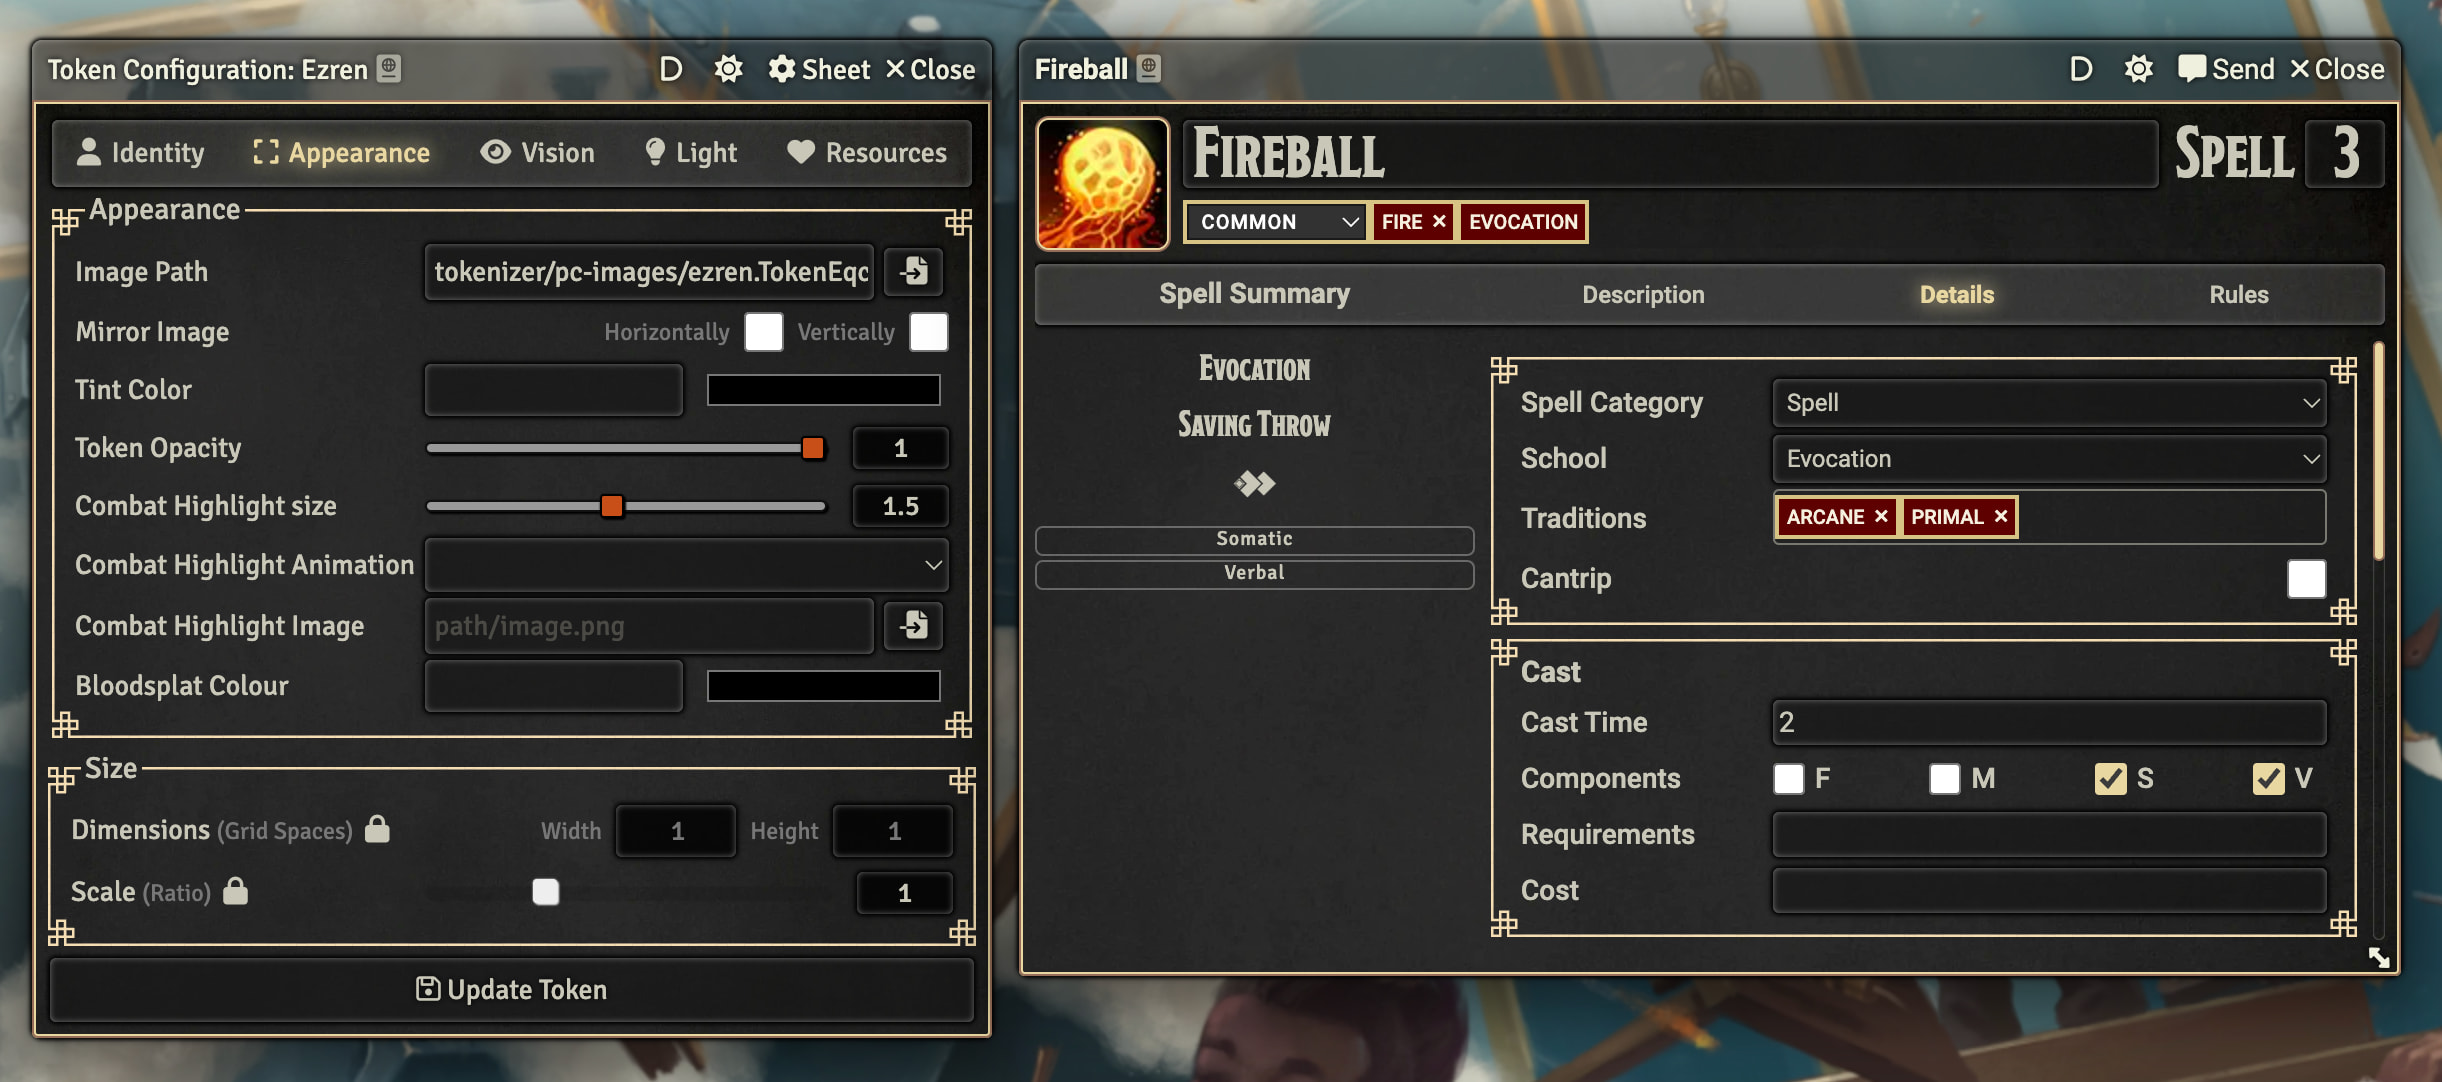 Token Configuration: Ezren
D
Sheet
Close
Identity
Appearance
Vision
Light
Resources
Appearance
Image Path
tokenizer/pc-images/ezren.TokenEqc
Mirror Image
Horizontally
Vertically
Tint Color
Token Opacity
1
Combat Highlight size
1.5
Combat Highlight Animation
Combat Highlight Image
path/image.png
Bloodsplat Colour
Size
Dimensions (Grid Spaces)
Width
1
Height
1
Scale (Ratio)
1
Update Token
Fireball
D
Send
Close
FIREBALL
SPELL
3
COMMON
FIRE ×
EVOCATION
Spell Summary
Description
Details
Rules
EVOCATION
SAVING THROW
Somatic
Verbal
Spell Category
Spell
School
Evocation
Traditions
ARCANE ×
PRIMAL ×
Cantrip
Cast
Cast Time
2
Components
F
M
S
V
Requirements
Cost